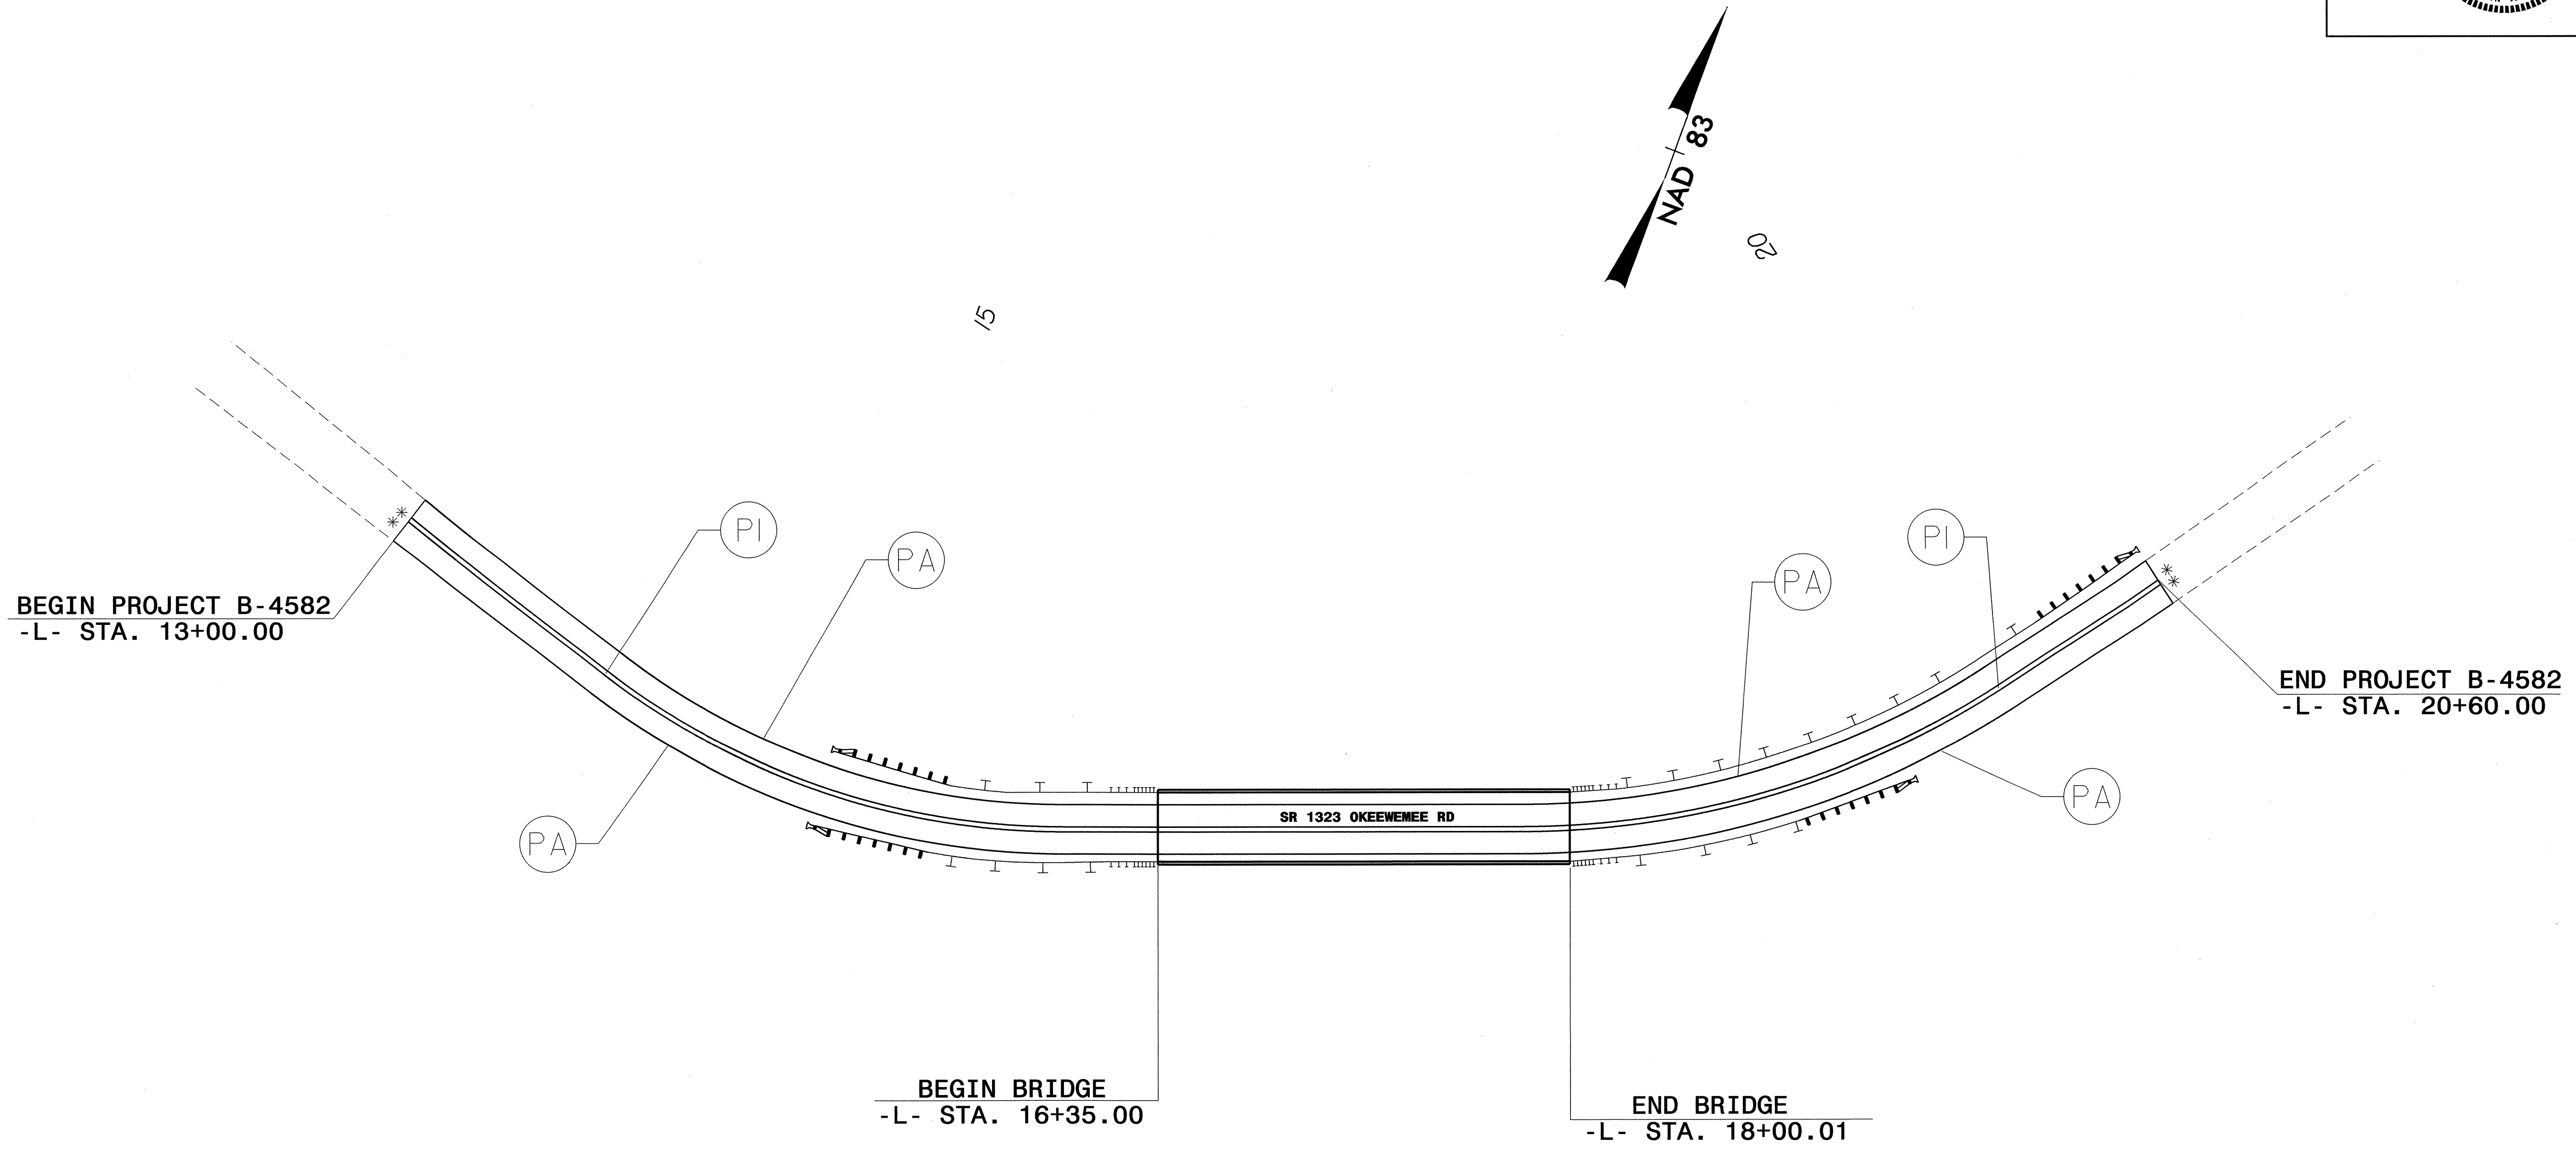 NAD 83
20
15
PI
PA
PI
PA
**
**
BEGIN PROJECT B-4582
-L- STA. 13+00.00
END PROJECT B-4582
-L- STA. 20+60.00
PA
SR 1323 OKEEWEMEE RD
PA
BEGIN BRIDGE
-L- STA. 16+35.00
END BRIDGE
-L- STA. 18+00.01